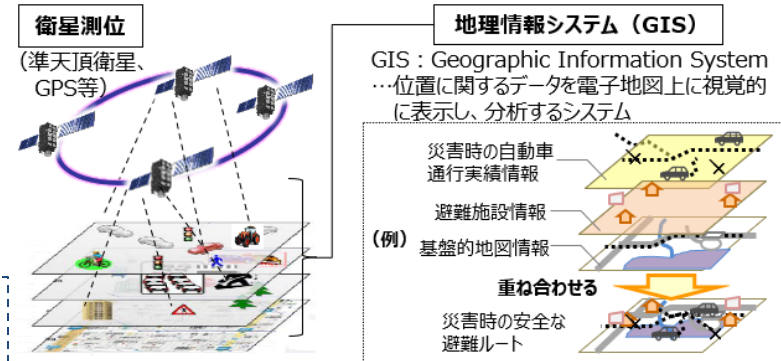 衛星測位
(準天頂衛星、
GPS等)
地理情報システム（GIS）
GIS：Geographic Information System
…位置に関するデータを電子地図上に視覚的
に表示し、分析するシステム
(例)
災害時の自動車
通行実績情報
避難施設情報
基盤的地図情報
重ね合わせる
災害時の安全な
避難ルート